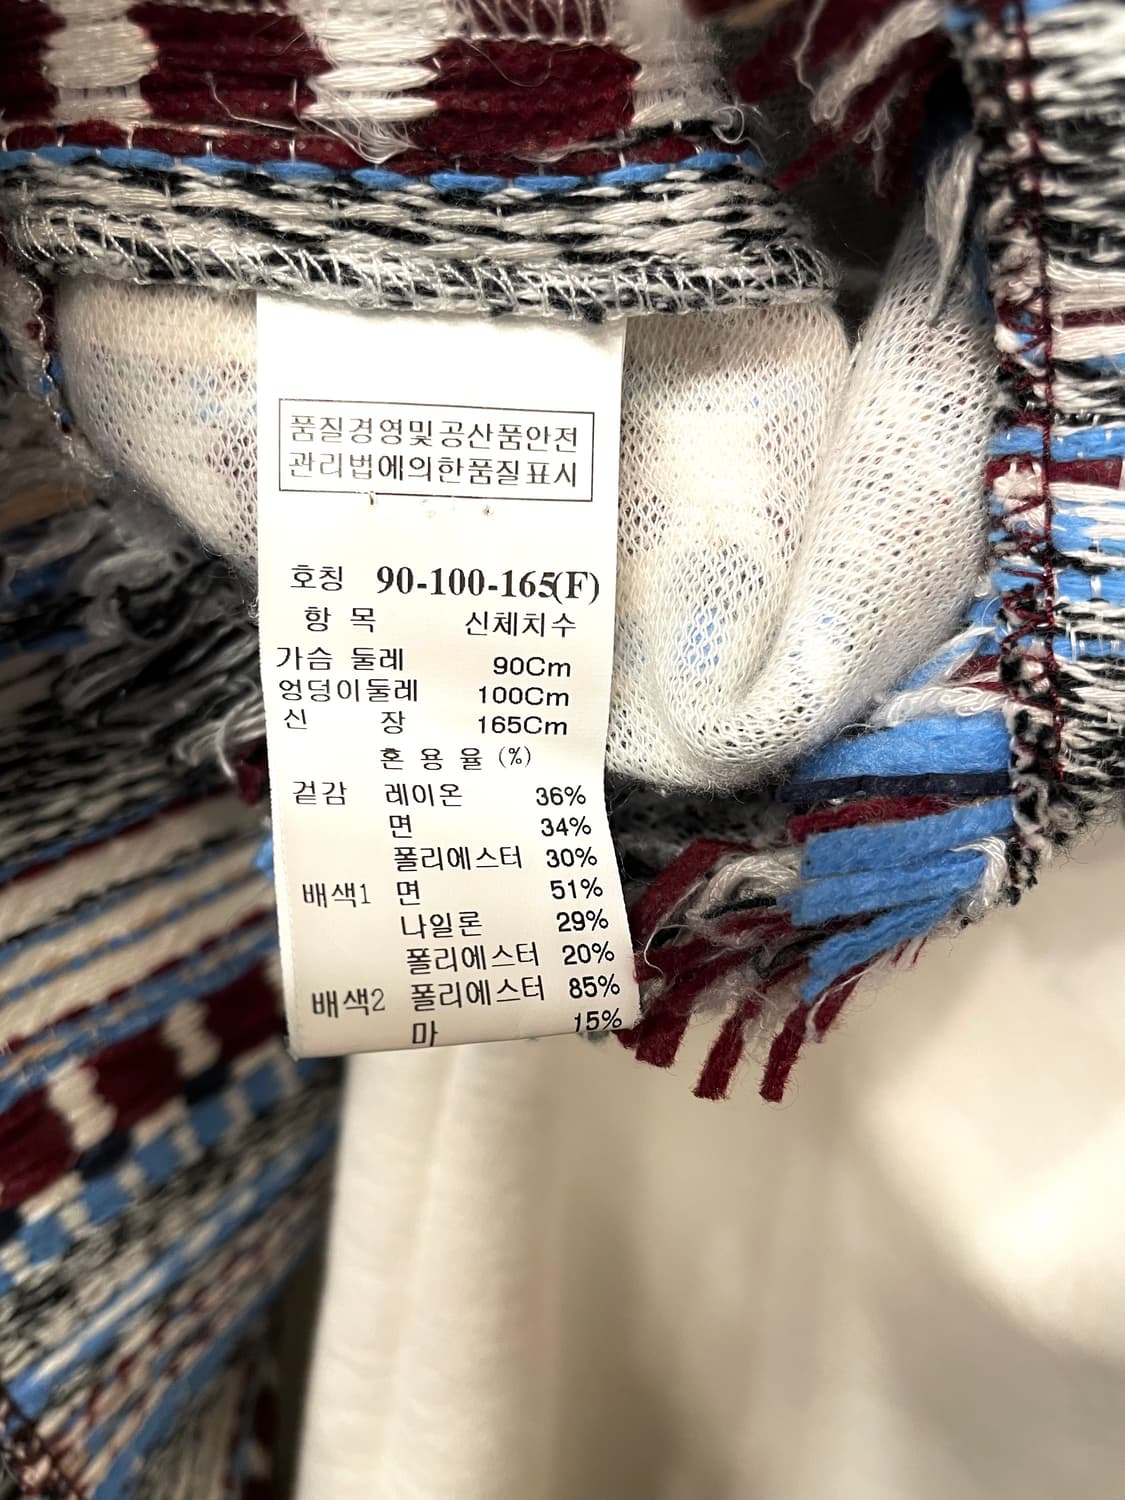 품질경영및공산품안전
관리법에의한품질표시
호칭 90-100-165(F)
항 목 신체치수
가슴 둘레 90Cm
엉덩이둘레 100Cm
신 장 165Cm
혼 용 율 (%)
겉감 레이온 36%
면 34%
폴리에스터 30%
배색1 면 51%
나일론 29%
폴리에스터 20%
배색2 폴리에스터 85%
마 15%